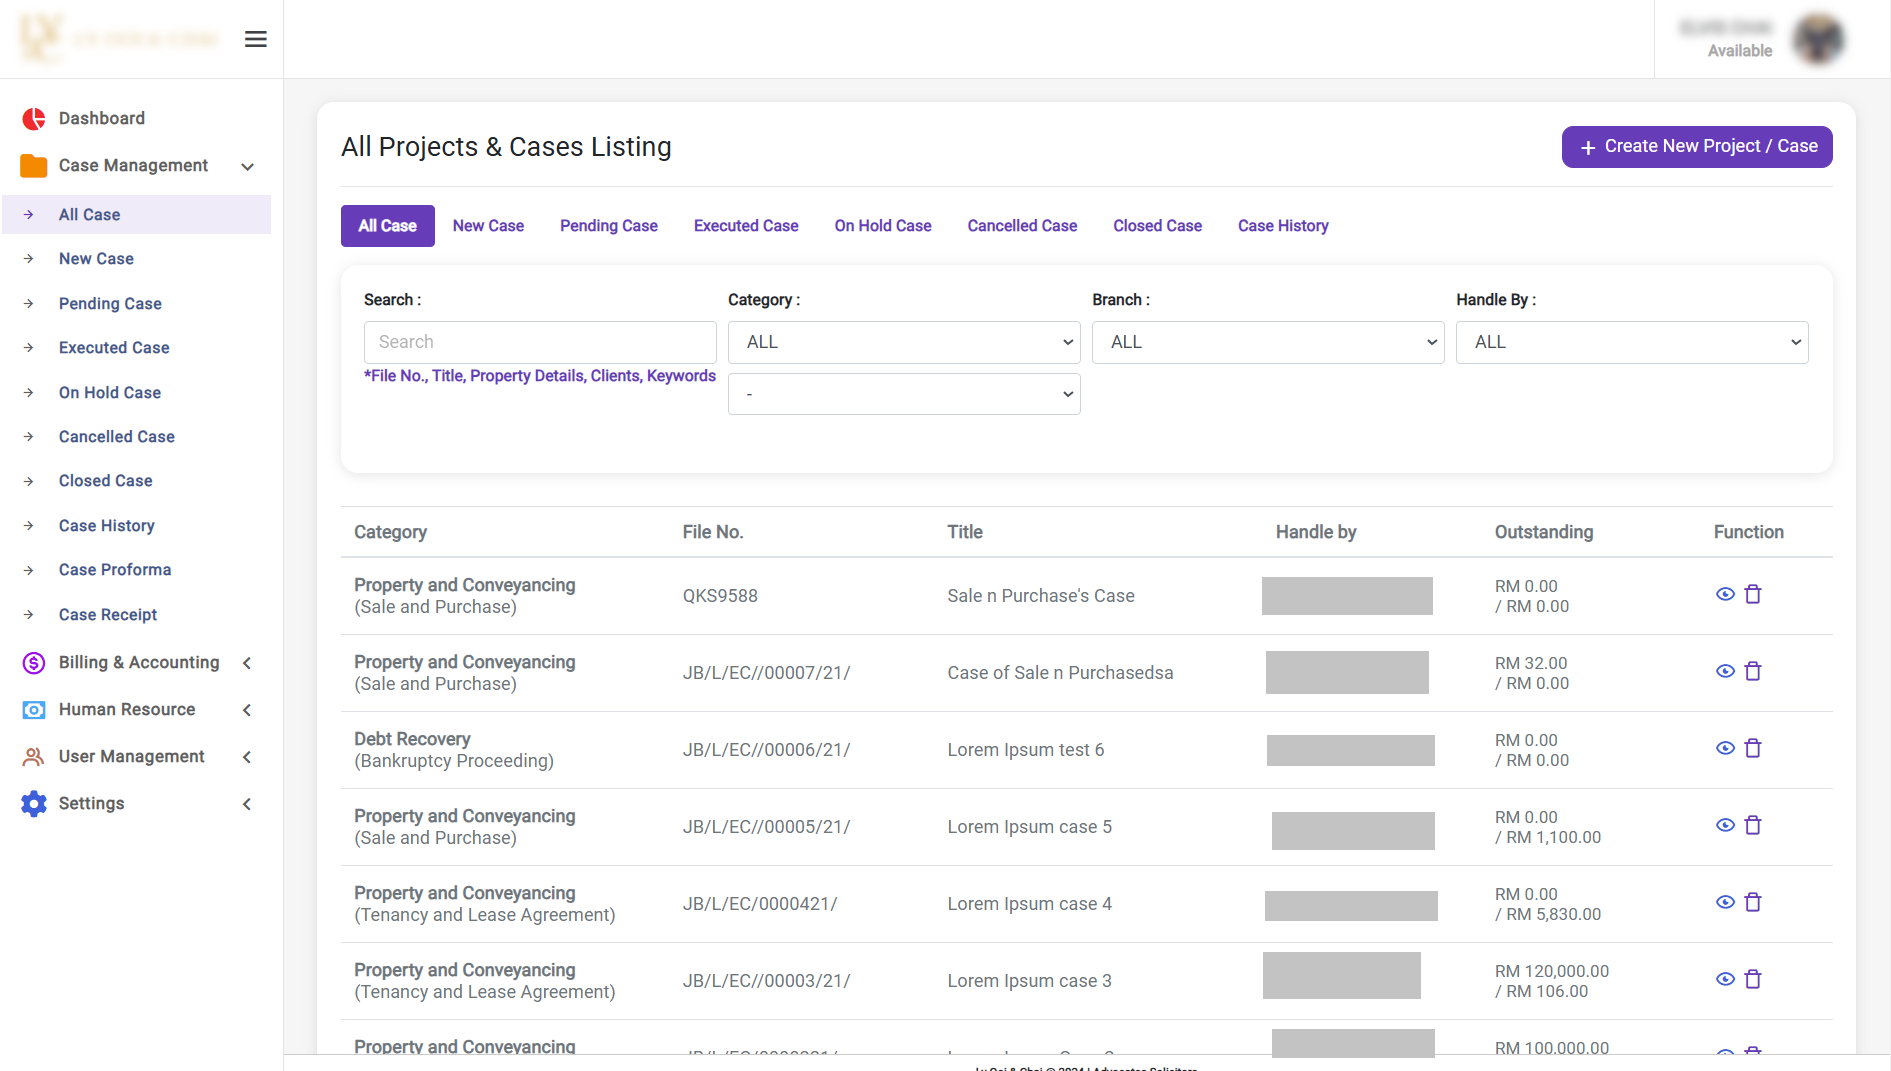 Available
Dashboard
Case Management
All Case
New Case
Pending Case
Executed Case
On Hold Case
Cancelled Case
Closed Case
Case History
Case Proforma
Case Receipt
Billing & Accounting
Human Resource
User Management
Settings
All Projects & Cases Listing
+ Create New Project / Case
All Case New Case Pending Case Executed Case On Hold Case Cancelled Case Closed Case Case History
Search : Category : Branch : Handle By :
Search ALL ALL ALL
*File No., Title, Property Details, Clients, Keywords
-
Category File No. Title Handle by Outstanding Function
Property and Conveyancing
(Sale and Purchase)
QKS9588
Sale n Purchase's Case
RM 0.00
/ RM 0.00
Property and Conveyancing
(Sale and Purchase)
JB/L/EC//00007/21/
Case of Sale n Purchasedsa
RM 32.00
/ RM 0.00
Debt Recovery
(Bankruptcy Proceeding)
JB/L/EC//00006/21/
Lorem Ipsum test 6
RM 0.00
/ RM 0.00
Property and Conveyancing
(Sale and Purchase)
JB/L/EC//00005/21/
Lorem Ipsum case 5
RM 0.00
/ RM 1,100.00
Property and Conveyancing
(Tenancy and Lease Agreement)
JB/L/EC/0000421/
Lorem Ipsum case 4
RM 0.00
/ RM 5,830.00
Property and Conveyancing
(Tenancy and Lease Agreement)
JB/L/EC//00003/21/
Lorem Ipsum case 3
RM 120,000.00
/ RM 106.00
Property and Conveyancing
RM 100,000.00